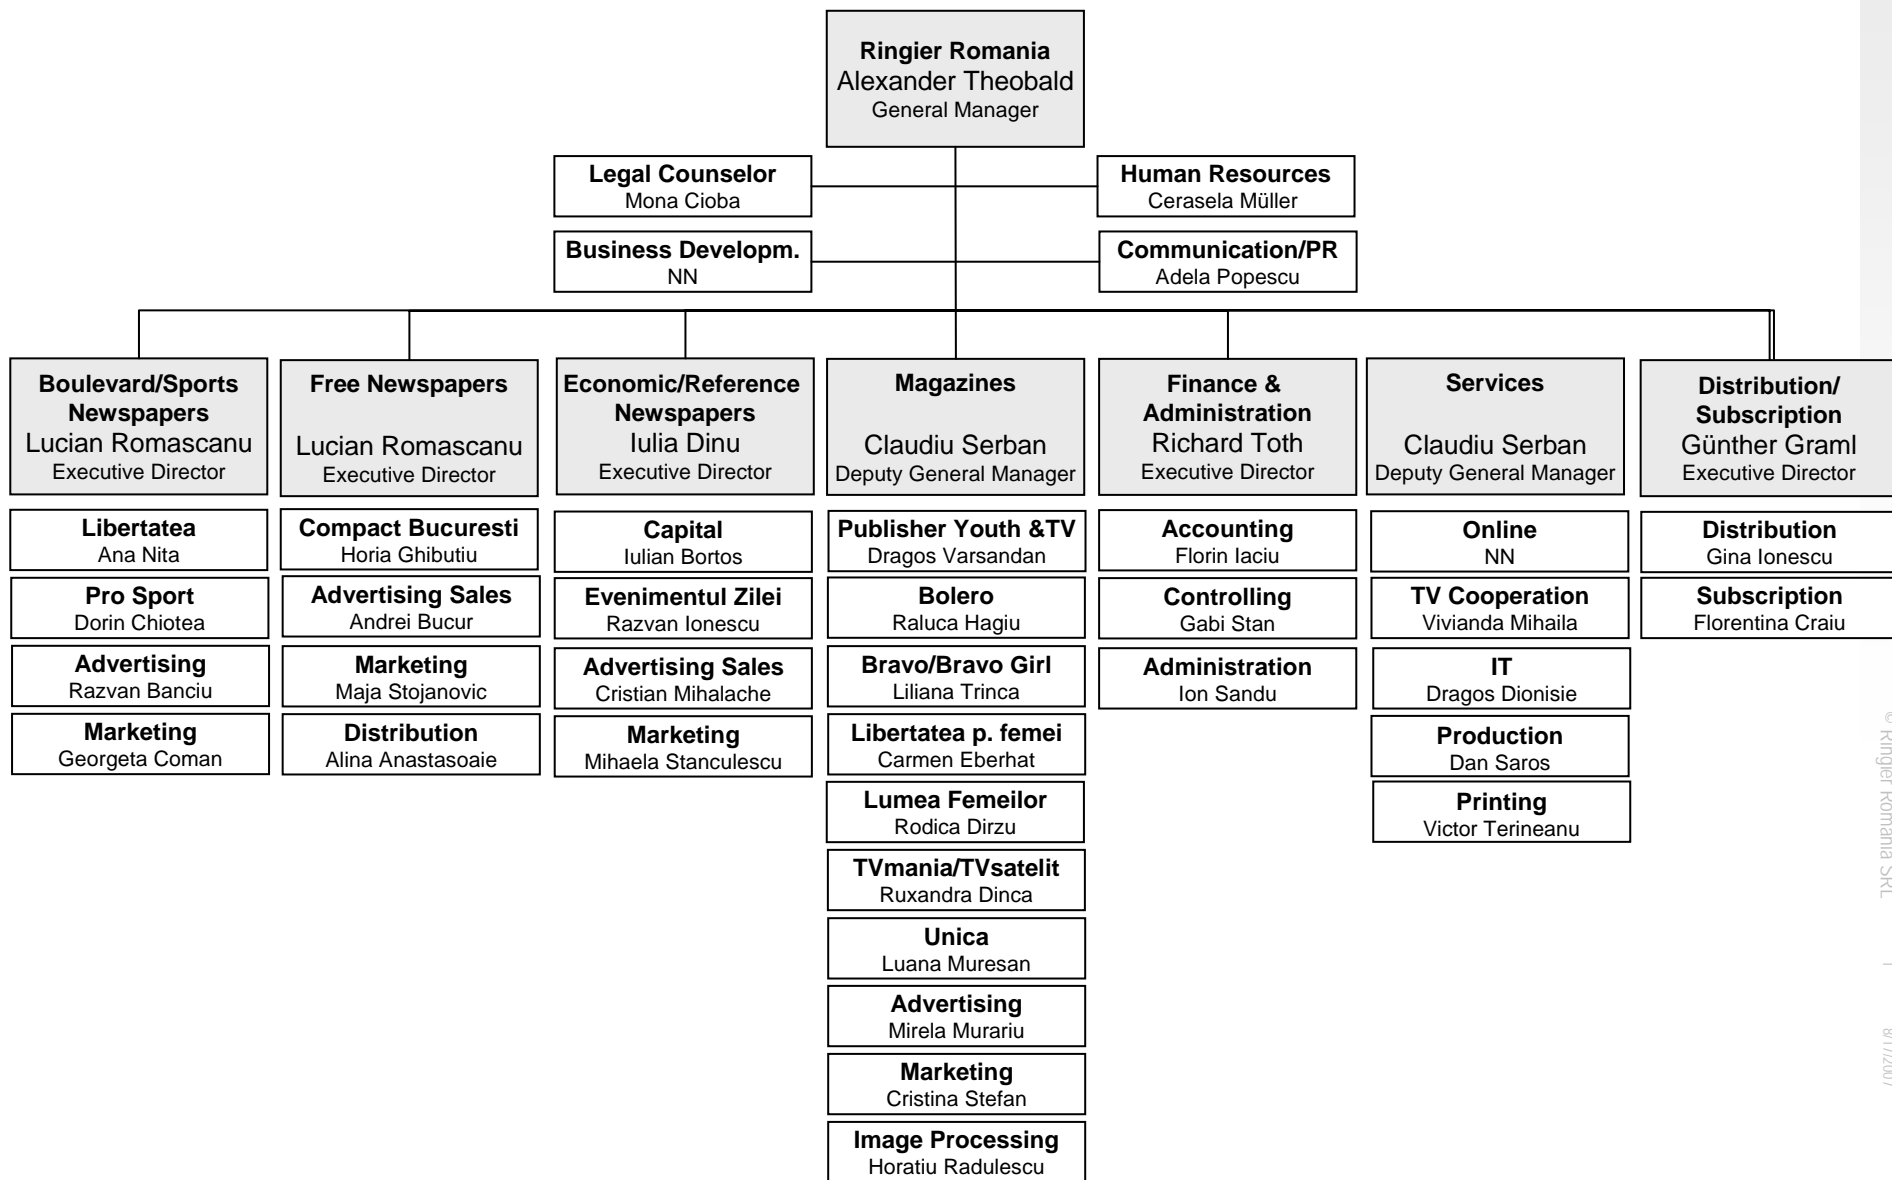 Ringier Romania
Alexander Theobald
General Manager
Legal Counselor
Mona Cioba
Human Resources
Cerasela Müller
Business Developm.
NN
Communication/PR
Adela Popescu
Boulevard/Sports
Newspapers
Lucian Romascanu
Executive Director
Libertatea
Ana Nita
Pro Sport
Dorin Chiotea
Advertising
Razvan Banciu
Marketing
Georgeta Coman
Free Newspapers
Lucian Romascanu
Executive Director
Compact Bucuresti
Horia Ghibutiu
Advertising Sales
Andrei Bucur
Marketing
Maja Stojanovic
Distribution
Alina Anastasoaie
Economic/Reference
Newspapers
Iulia Dinu
Executive Director
Capital
Iulian Bortos
Evenimentul Zilei
Razvan Ionescu
Advertising Sales
Cristian Mihalache
Marketing
Mihaela Stanculescu
Magazines
Claudiu Serban
Deputy General Manager
Publisher Youth &TV
Dragos Varsandan
Bolero
Raluca Hagiu
Bravo/Bravo Girl
Liliana Trinca
Libertatea p. femei
Carmen Eberhat
Lumea Femeilor
Rodica Dirzu
TVmania/TVsatelit
Ruxandra Dinca
Unica
Luana Muresan
Advertising
Mirela Murariu
Marketing
Cristina Stefan
Image Processing
Horatiu Radulescu
Finance &
Administration
Richard Toth
Executive Director
Accounting
Florin Iaciu
Controlling
Gabi Stan
Administration
Ion Sandu
Services
Claudiu Serban
Deputy General Manager
Online
NN
TV Cooperation
Vivianda Mihaila
IT
Dragos Dionisie
Production
Dan Saros
Printing
Victor Terineanu
Distribution/
Subscription
Günther Graml
Executive Director
Distribution
Gina Ionescu
Subscription
Florentina Craiu
© Ringier Romania SRL 1 8/17/2007